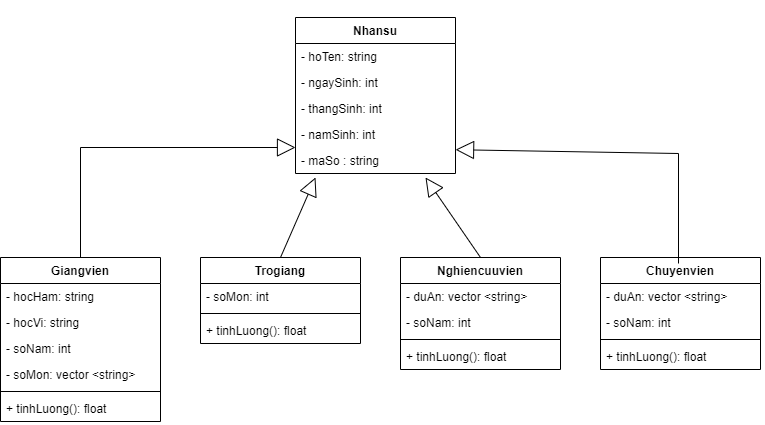 Nhansu
- hoTen: string
- ngaySinh: int
- thangSinh: int
- namSinh: int
- maSo : string
Giangvien
- hocHam: string
- hocVi: string
- soNam: int
- soMon: vector <string>
+ tinhLuong(): float
Trogiang
- soMon: int
+ tinhLuong(): float
Nghiencuuvien
- duAn: vector <string>
- soNam: int
+ tinhLuong(): float
Chuyenvien
- duAn: vector <string>
- soNam: int
+ tinhLuong(): float